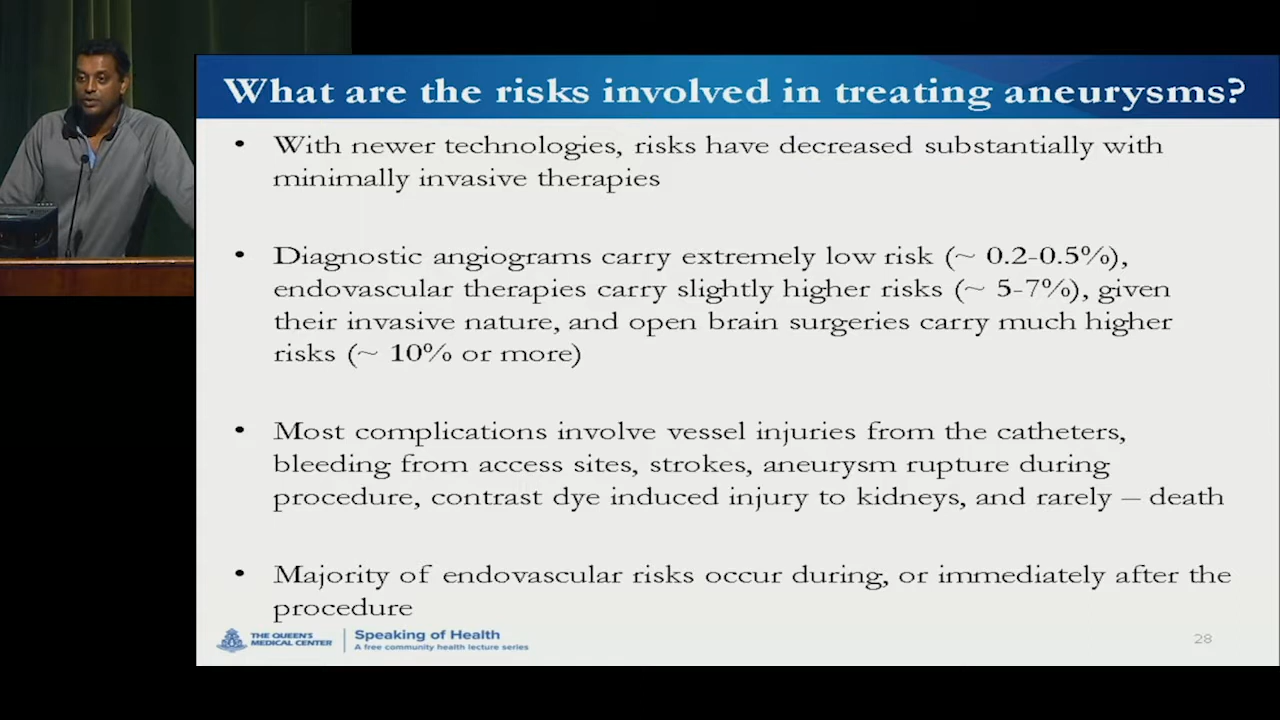 What are the risks involved in treating aneurysms?
• With newer technologies, risks have decreased substantially with
minimally invasive therapies
• Diagnostic angiograms carry extremely low risk (~ 0.2-0.5%),
endovascular therapies carry slightly higher risks (~ 5-7%), given
their invasive nature, and open brain surgeries carry much higher
risks (~ 10% or more)
• Most complications involve vessel injuries from the catheters,
bleeding from access sites, strokes, aneurysm rupture during
procedure, contrast dye induced injury to kidneys, and rarely – death
• Majority of endovascular risks occur during, or immediately after the
procedure
THE QUEEN'S
MEDICAL CENTER
Speaking of Health
A free community health lecture series
28